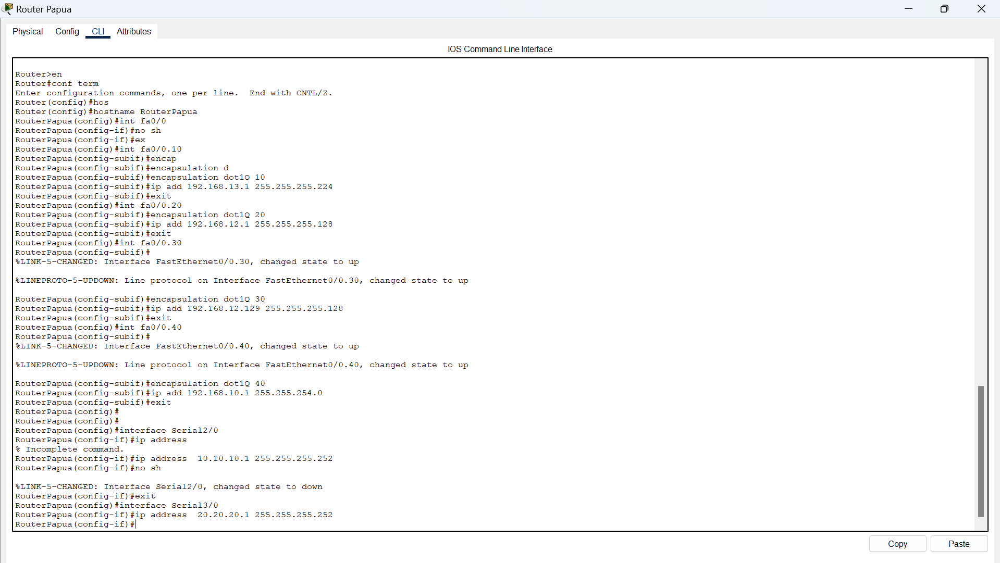 Router Papua
Physical Config CLI Attributes
IOS Command Line Interface
Router>en
Router#conf term
Enter configuration commands, one per line.  End with CNTL/Z.
Router(config)#hos
Router(config)#hostname RouterPapua
RouterPapua(config)#int fa0/0
RouterPapua(config-if)#no sh
RouterPapua(config-if)#ex
RouterPapua(config)#int fa0/0.10
RouterPapua(config-subif)#encap
RouterPapua(config-subif)#encapsulation d
RouterPapua(config-subif)#encapsulation dot1Q 10
RouterPapua(config-subif)#ip add 192.168.13.1 255.255.255.224
RouterPapua(config-subif)#exit
RouterPapua(config)#int fa0/0.20
RouterPapua(config-subif)#encapsulation dot1Q 20
RouterPapua(config-subif)#ip add 192.168.12.1 255.255.255.128
RouterPapua(config-subif)#exit
RouterPapua(config)#int fa0/0.30
RouterPapua(config-subif)#
%LINK-5-CHANGED: Interface FastEthernet0/0.30, changed state to up
%LINEPROTO-5-UPDOWN: Line protocol on Interface FastEthernet0/0.30, changed state to up
RouterPapua(config-subif)#encapsulation dot1Q 30
RouterPapua(config-subif)#ip add 192.168.12.129 255.255.255.128
RouterPapua(config-subif)#exit
RouterPapua(config)#int fa0/0.40
RouterPapua(config-subif)#
%LINK-5-CHANGED: Interface FastEthernet0/0.40, changed state to up
%LINEPROTO-5-UPDOWN: Line protocol on Interface FastEthernet0/0.40, changed state to up
RouterPapua(config-subif)#encapsulation dot1Q 40
RouterPapua(config-subif)#ip add 192.168.10.1 255.255.254.0
RouterPapua(config-subif)#exit
RouterPapua(config)#
RouterPapua(config)#
RouterPapua(config)#interface Serial2/0
RouterPapua(config-if)#ip address
% Incomplete command.
RouterPapua(config-if)#ip address  10.10.10.1 255.255.255.252
RouterPapua(config-if)#no sh
%LINK-5-CHANGED: Interface Serial2/0, changed state to down
RouterPapua(config-if)#exit
RouterPapua(config)#interface Serial3/0
RouterPapua(config-if)#ip address  20.20.20.1 255.255.255.252
RouterPapua(config-if)#
Copy Paste